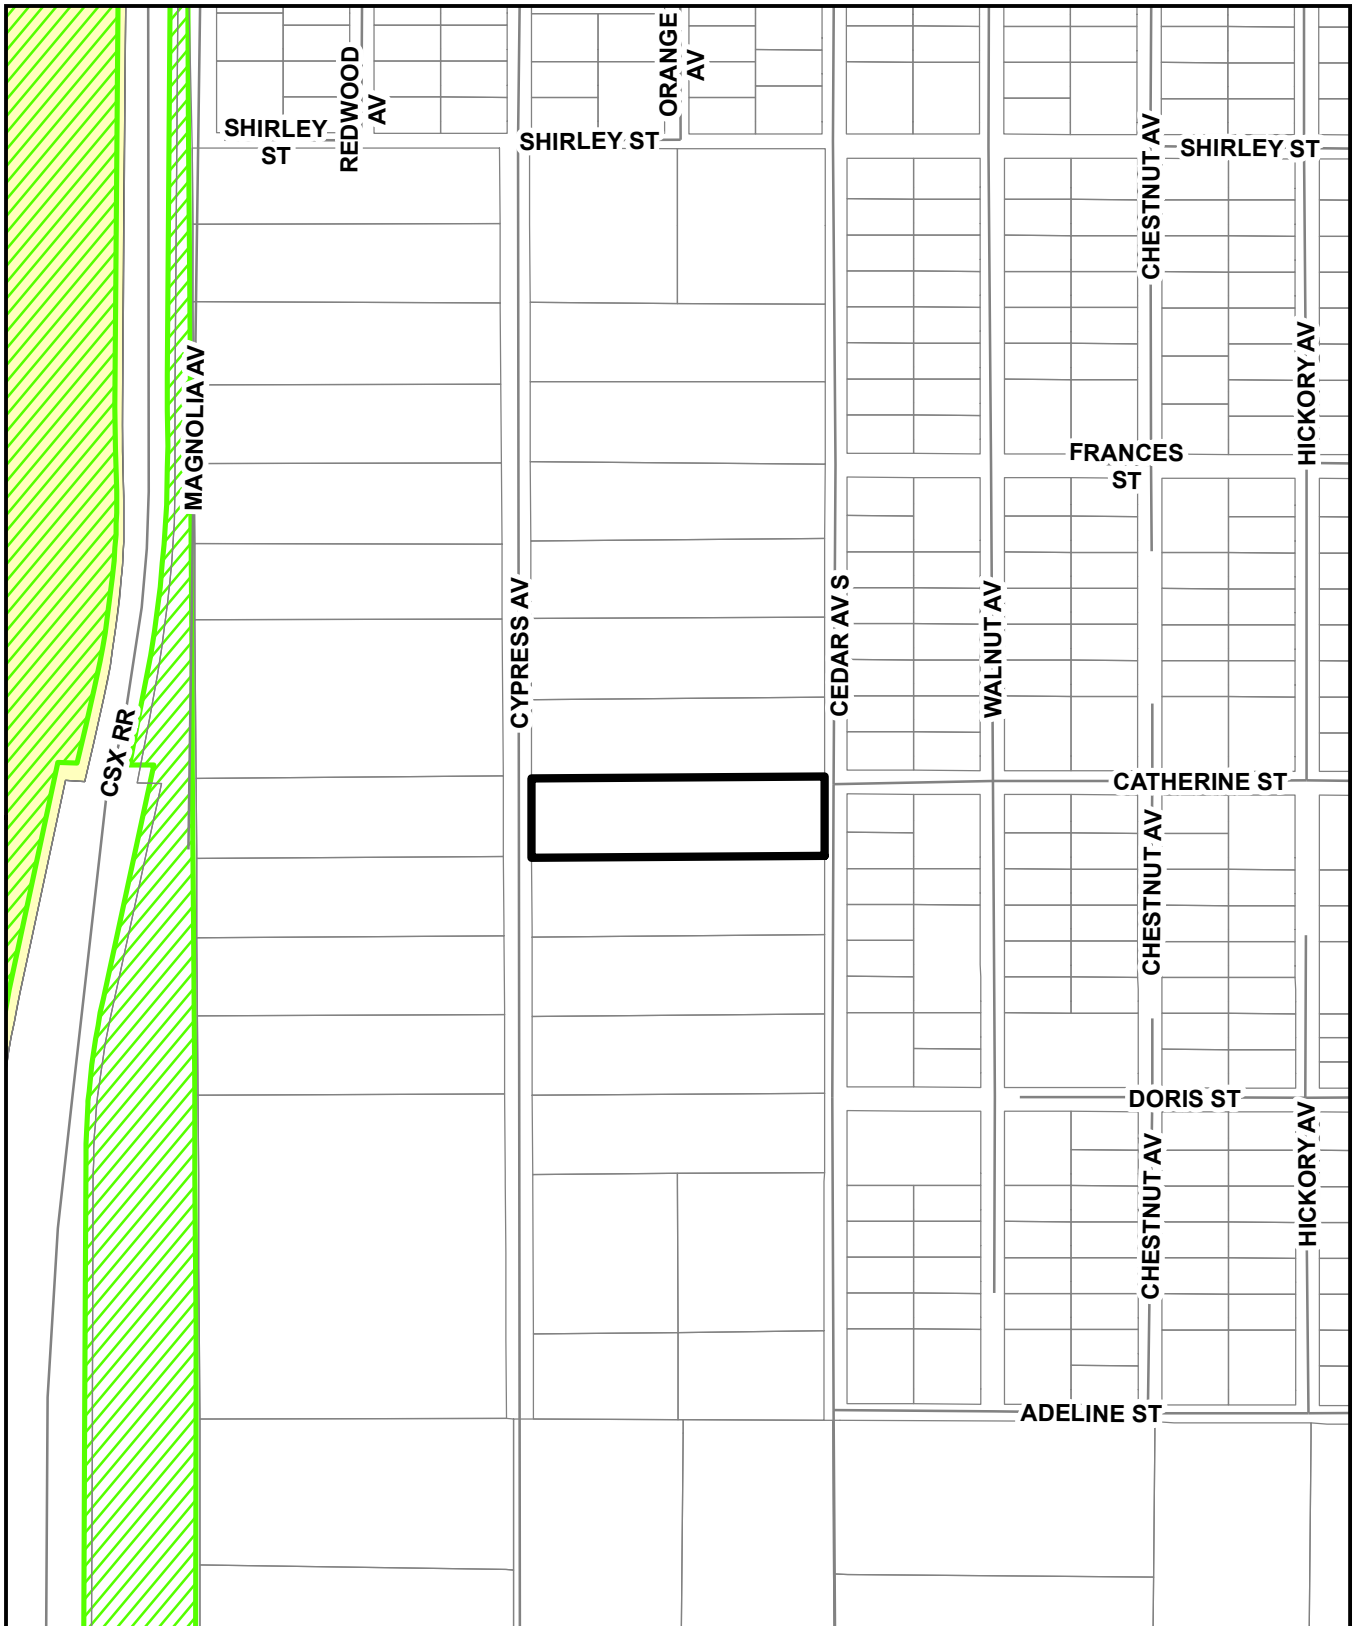 REDWOOD
AV
ORANGE
AV
SHIRLEY
ST
SHIRLEY ST
CHESTNUT AV
SHIRLEY ST
MAGNOLIA AV
HICKORY AV
FRANCES
ST
CYPRESS AV
CEDAR AV S
WALNUT AV
CSX RR
CATHERINE ST
CHESTNUT AV
DORIS ST
CHESTNUT AV
HICKORY AV
ADELINE ST